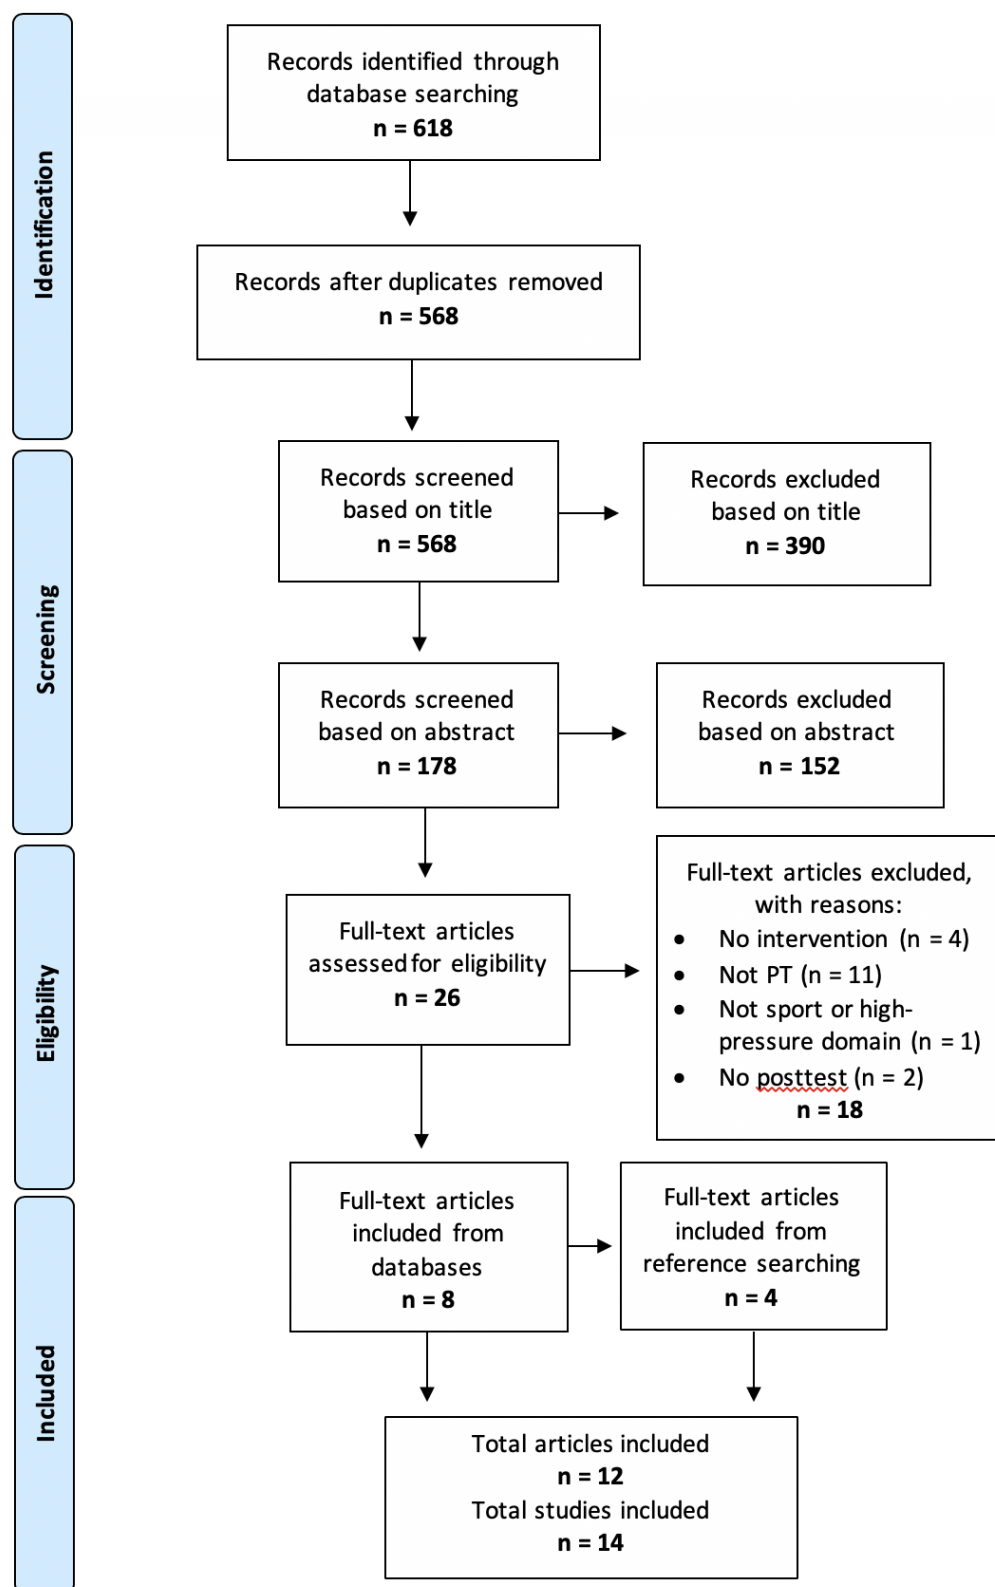 Identification
Records identified through
database searching
n = 618
Records after duplicates removed
n = 568
Screening
Records screened
based on title
n = 568
Records excluded
based on title
n = 390
Records screened
based on abstract
n = 178
Records excluded
based on abstract
n = 152
Eligibility
Full-text articles
assessed for eligibility
n = 26
Full-text articles excluded,
with reasons:
• No intervention (n = 4)
• Not PT (n = 11)
• Not sport or high-
pressure domain (n = 1)
• No posttest (n = 2)
n = 18
Included
Full-text articles
included from
databases
n = 8
Full-text articles
included from
reference searching
n = 4
Total articles included
n = 12
Total studies included
n = 14